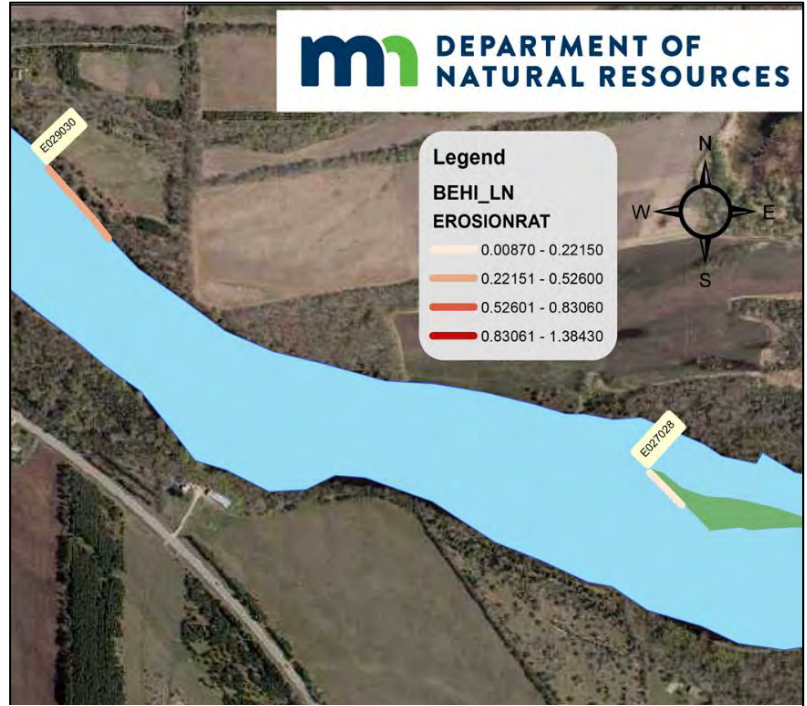 mn DEPARTMENT OF
NATURAL RESOURCES
E029030
Legend
BEHI_LN
EROSIONRAT
0.00870 - 0.22150
0.22151 - 0.52600
0.52601 - 0.83060
0.83061 - 1.38430
N
W E
S
E027028